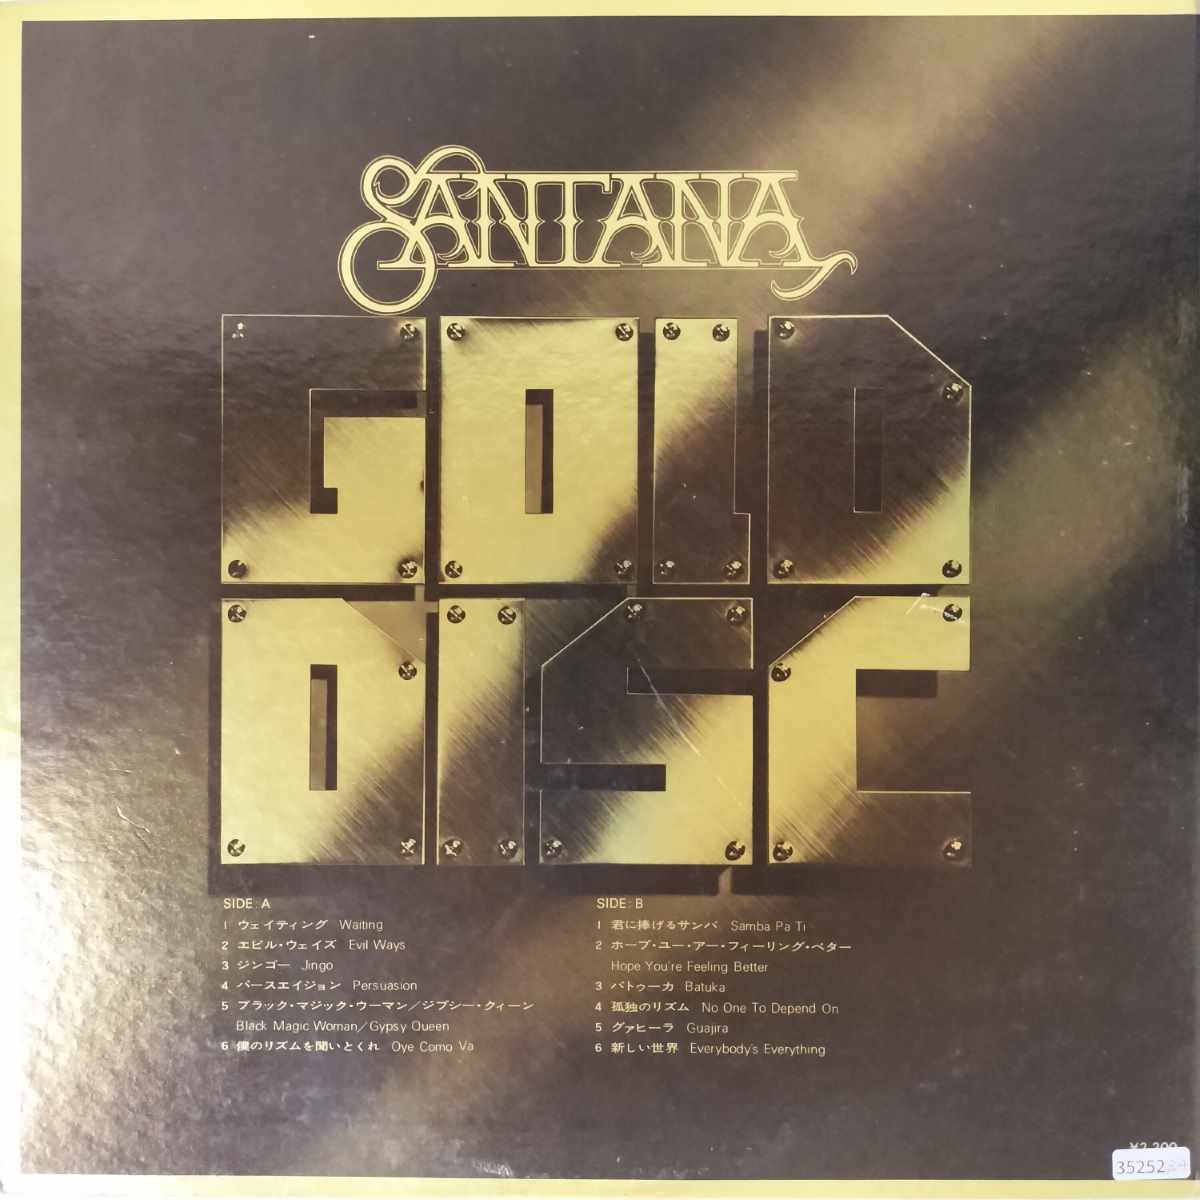 SANTANA
GOLD
DISC
SIDE: A
1 ウェイティング Waiting
2 エビル・ウェイズ Evil Ways
3 ジンゴー Jingo
4 パースエイジョン Persuasion
5 ブラック・マジック・ウーマン／ジプシー・クィーン
Black Magic Woman／Gypsy Queen
6 僕のリズムを聞いとくれ Oye Como Va
SIDE: B
1 君に捧げるサンバ Samba Pa Ti
2 ホープ・ユー・アー・フィーリング・ベター
Hope You're Feeling Better
3 バトゥーカ Batuka
4 孤独のリズム No One To Depend On
5 グァヒーラ Guajira
6 新しい世界 Everybody's Everything
¥2,200
35252